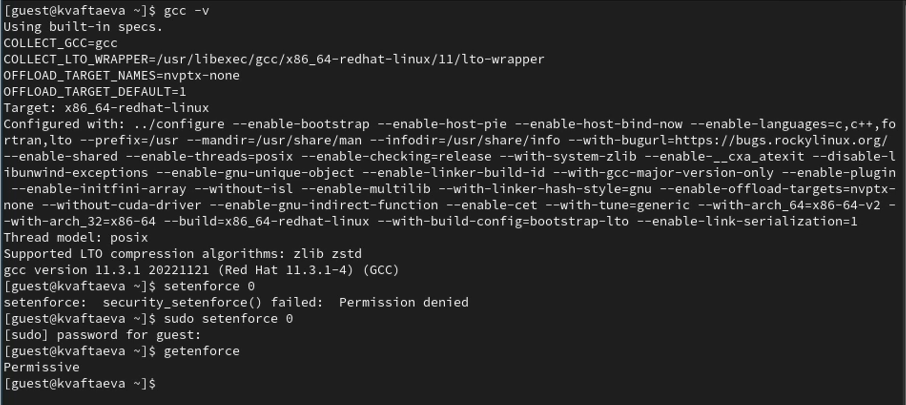 [guest@kvaftaeva ~]$ gcc -v
Using built-in specs.
COLLECT_GCC=gcc
COLLECT_LTO_WRAPPER=/usr/libexec/gcc/x86_64-redhat-linux/11/lto-wrapper
OFFLOAD_TARGET_NAMES=nvptx-none
OFFLOAD_TARGET_DEFAULT=1
Target: x86_64-redhat-linux
Configured with: ../configure --enable-bootstrap --enable-host-pie --enable-host-bind-now --enable-languages=c,c++,fo
rtran,lto --prefix=/usr --mandir=/usr/share/man --infodir=/usr/share/info --with-bugurl=https://bugs.rockylinux.org/
--enable-shared --enable-threads=posix --enable-checking=release --with-system-zlib --enable-__cxa_atexit --disable-l
ibunwind-exceptions --enable-gnu-unique-object --enable-linker-build-id --with-gcc-major-version-only --enable-plugin
--enable-initfini-array --without-isl --enable-multilib --with-linker-hash-style=gnu --enable-offload-targets=nvptx-
none --without-cuda-driver --enable-gnu-indirect-function --enable-cet --with-tune=generic --with-arch_64=x86-64-v2 -
-with-arch_32=x86-64 --build=x86_64-redhat-linux --with-build-config=bootstrap-lto --enable-link-serialization=1
Thread model: posix
Supported LTO compression algorithms: zlib zstd
gcc version 11.3.1 20221121 (Red Hat 11.3.1-4) (GCC)
[guest@kvaftaeva ~]$ setenforce 0
setenforce:  security_setenforce() failed:  Permission denied
[guest@kvaftaeva ~]$ sudo setenforce 0
[sudo] password for guest:
[guest@kvaftaeva ~]$ getenforce
Permissive
[guest@kvaftaeva ~]$